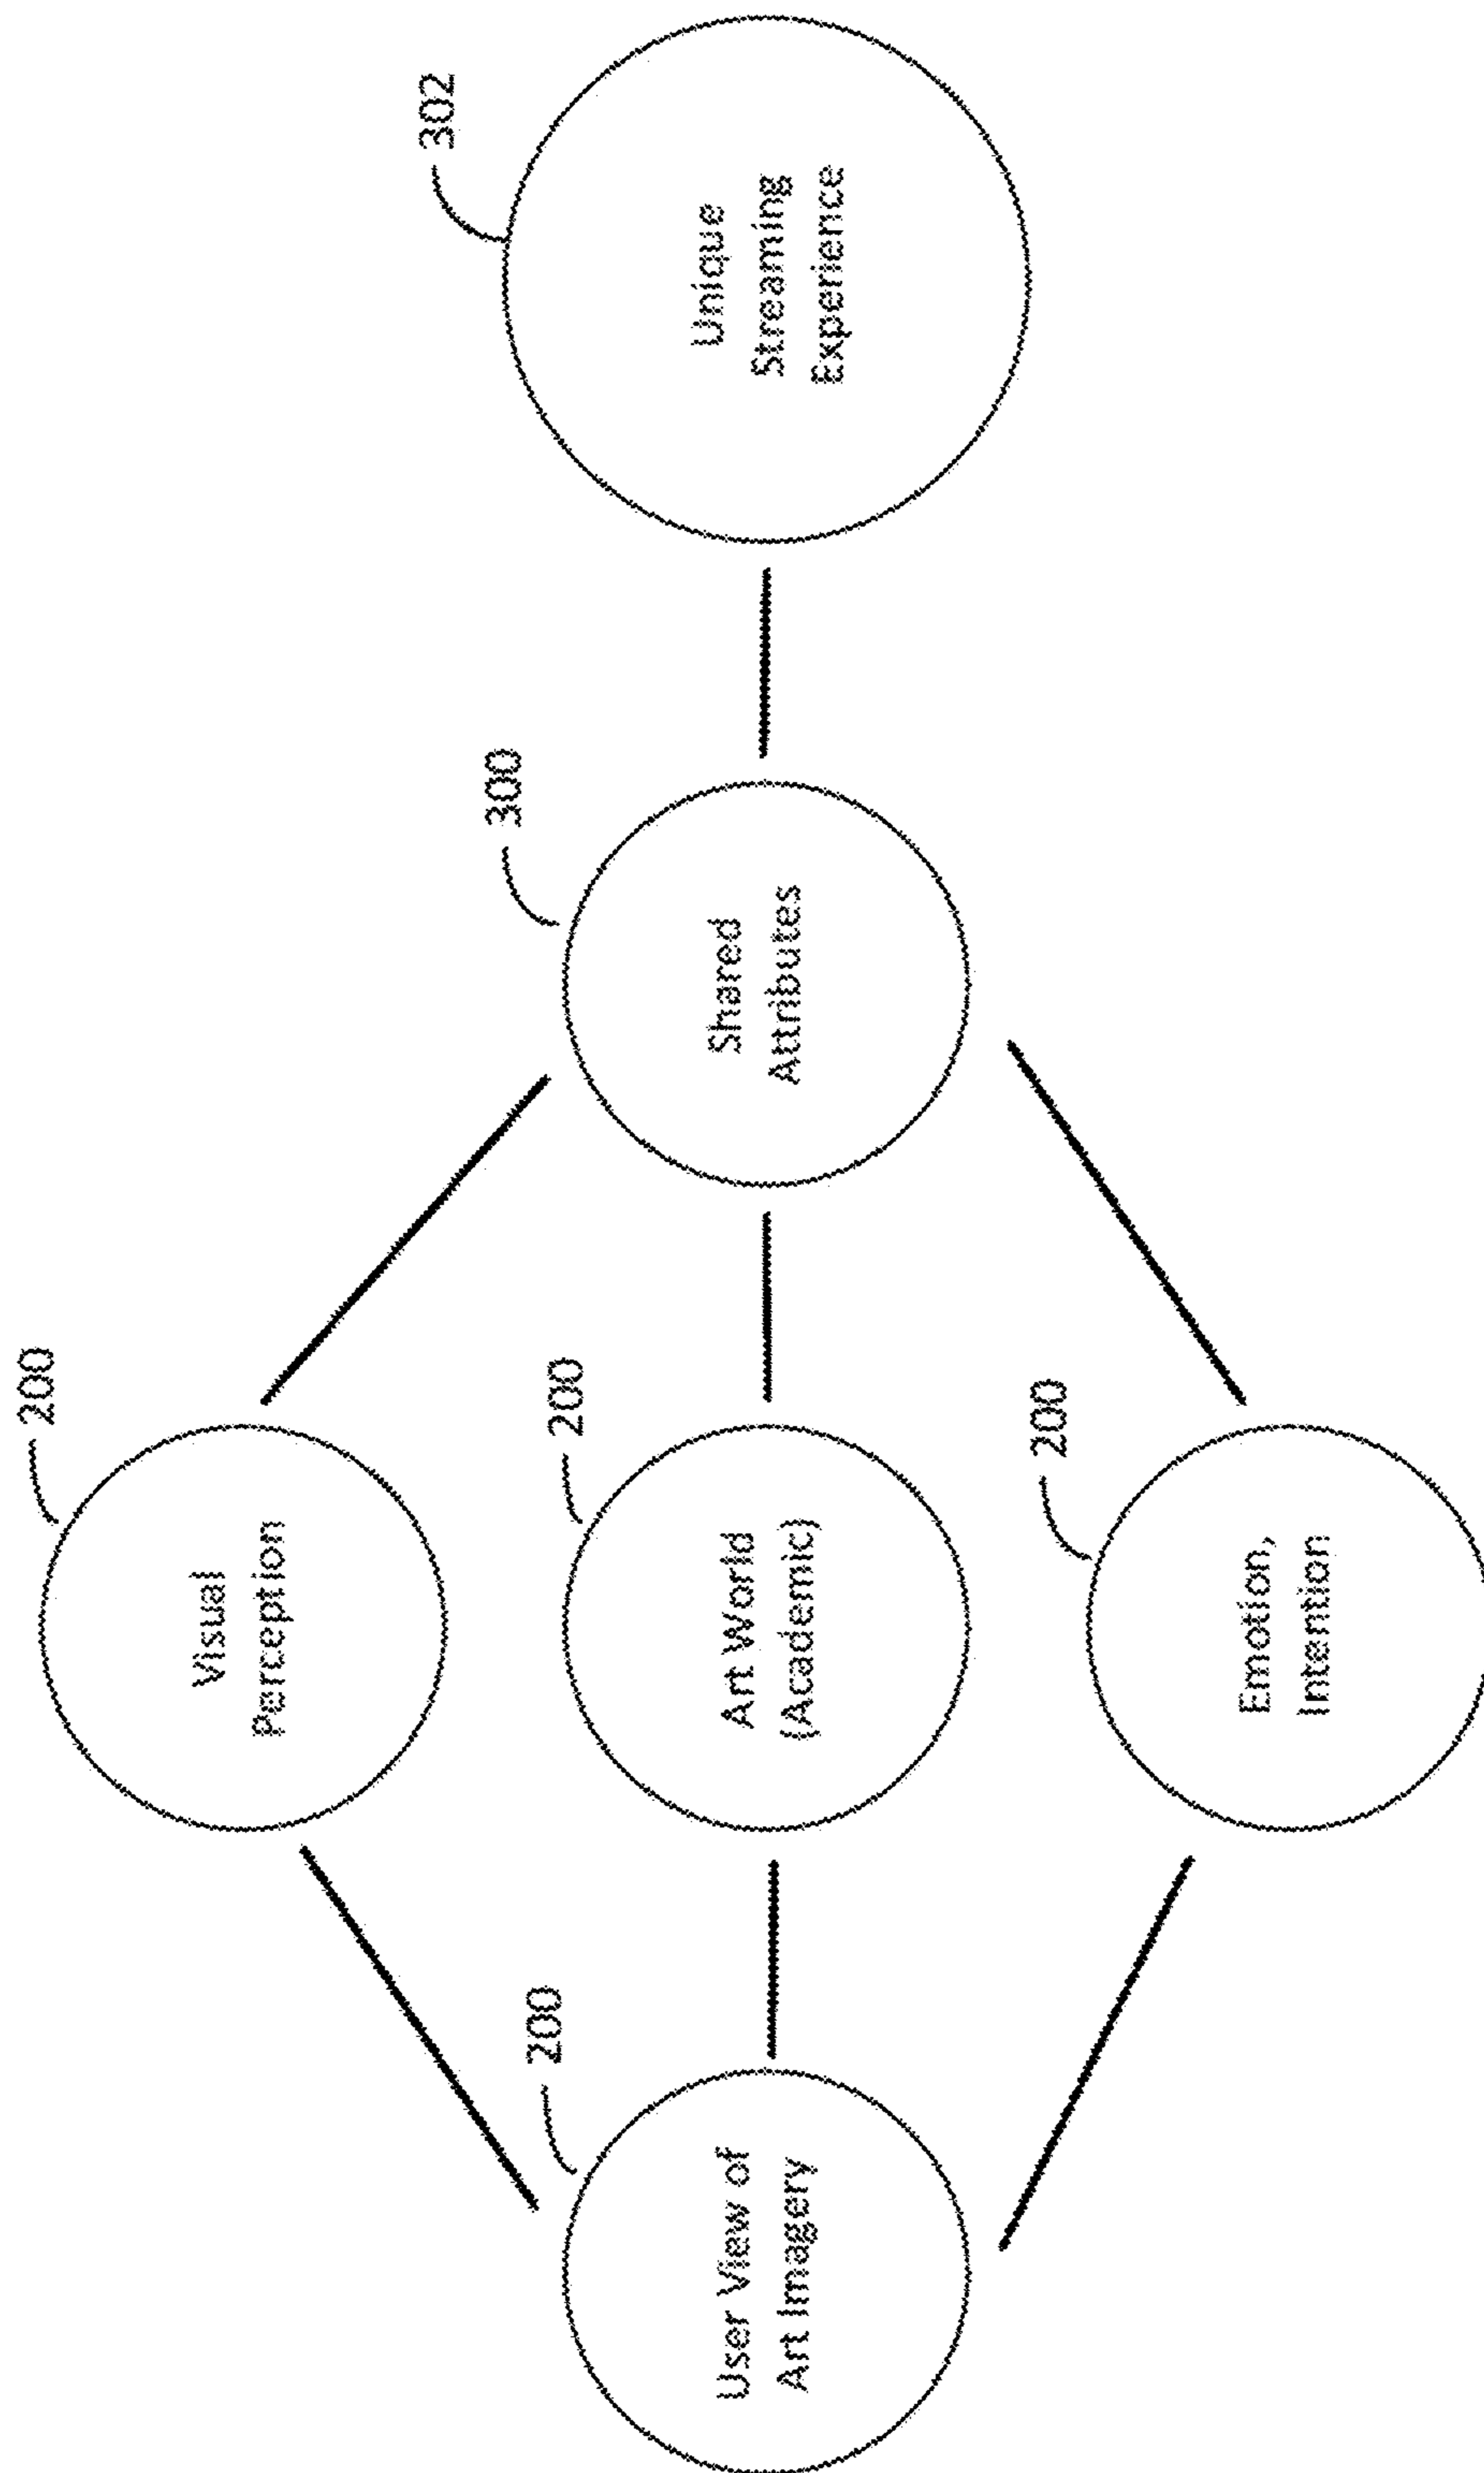 200
User View of
Art Imagery
200
Visual
Perception
200
Art World
(Academic)
200
Emotion,
Intention
300
Shared
Attributes
302
Unique
Streaming
Experience